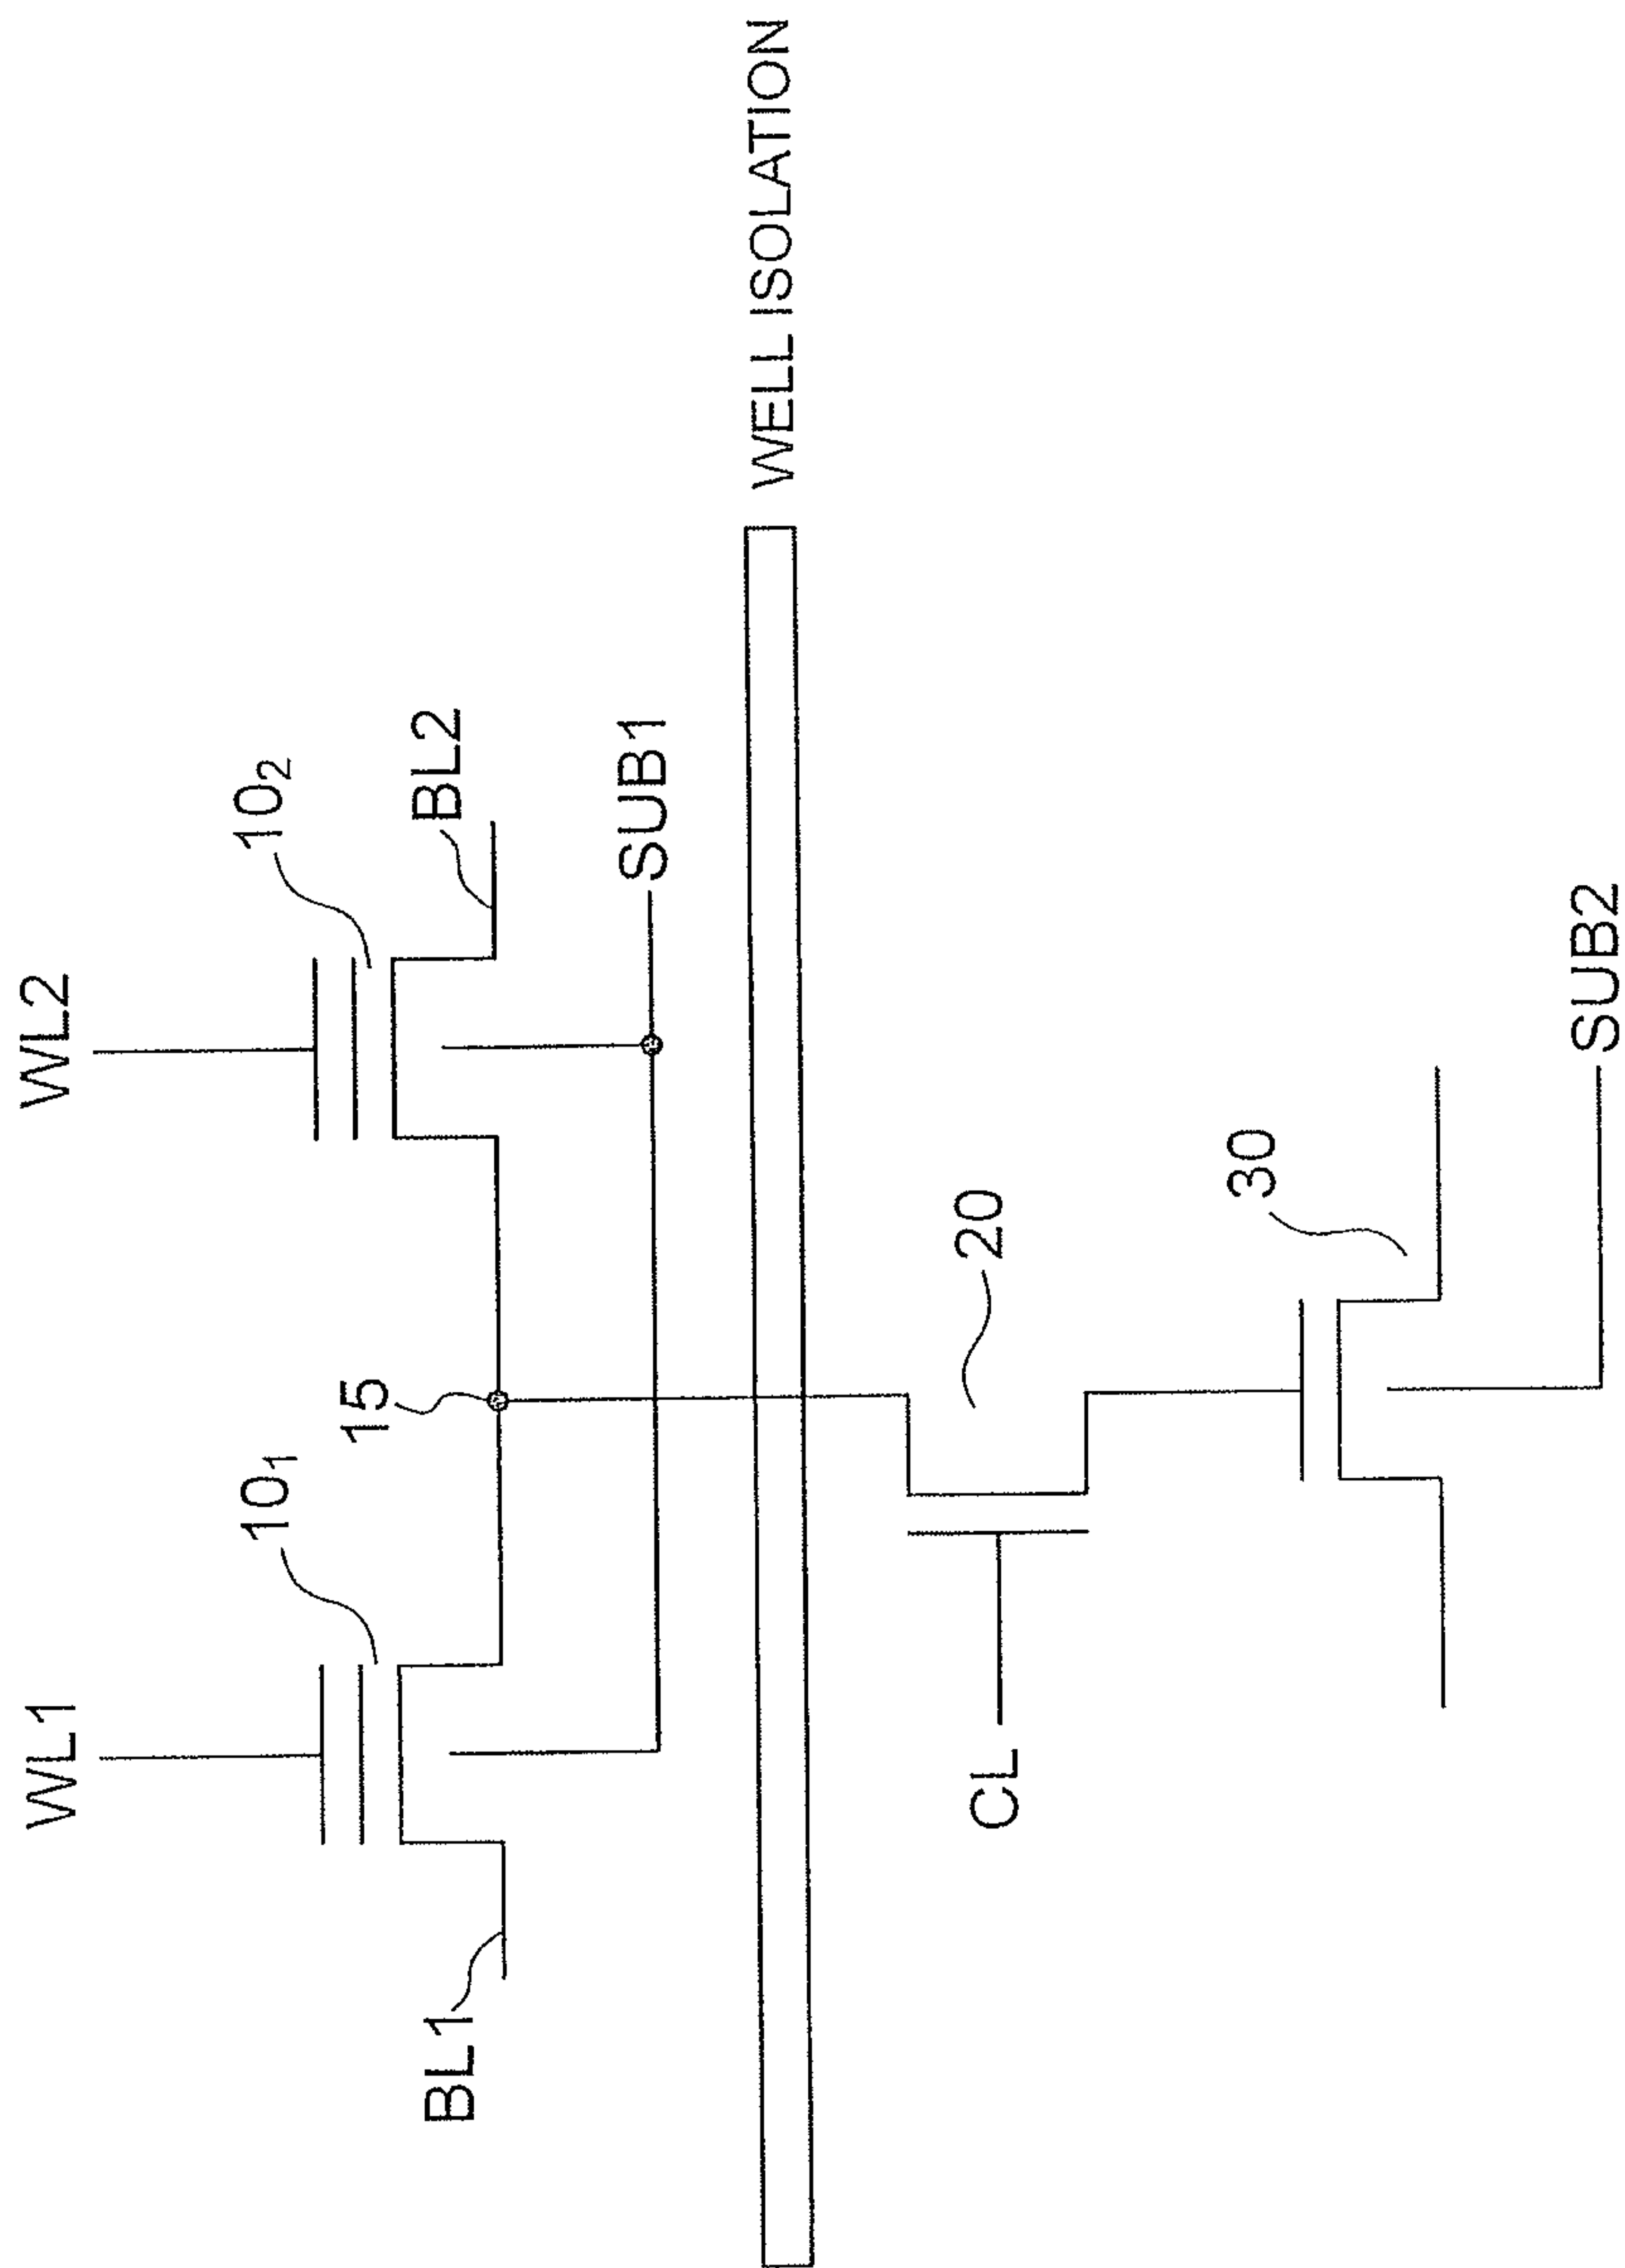 WL1
WL2
10₁
10₂
15
BL1
BL2
SUB1
WELL ISOLATION
CL
20
30
SUB2